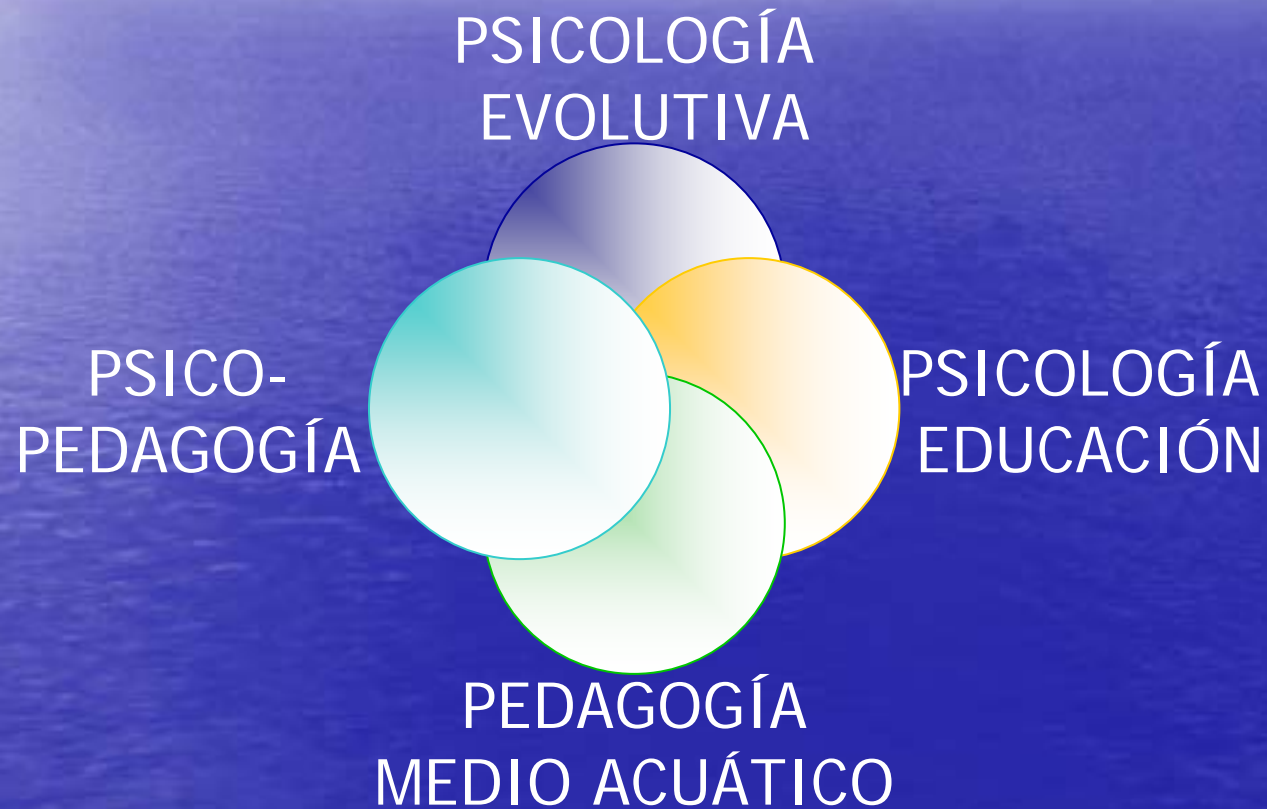 PSICOLOGÍA
EVOLUTIVA
PSICO-
PEDAGOGÍA
PSICOLOGÍA
EDUCACIÓN
PEDAGOGÍA
MEDIO ACUÁTICO